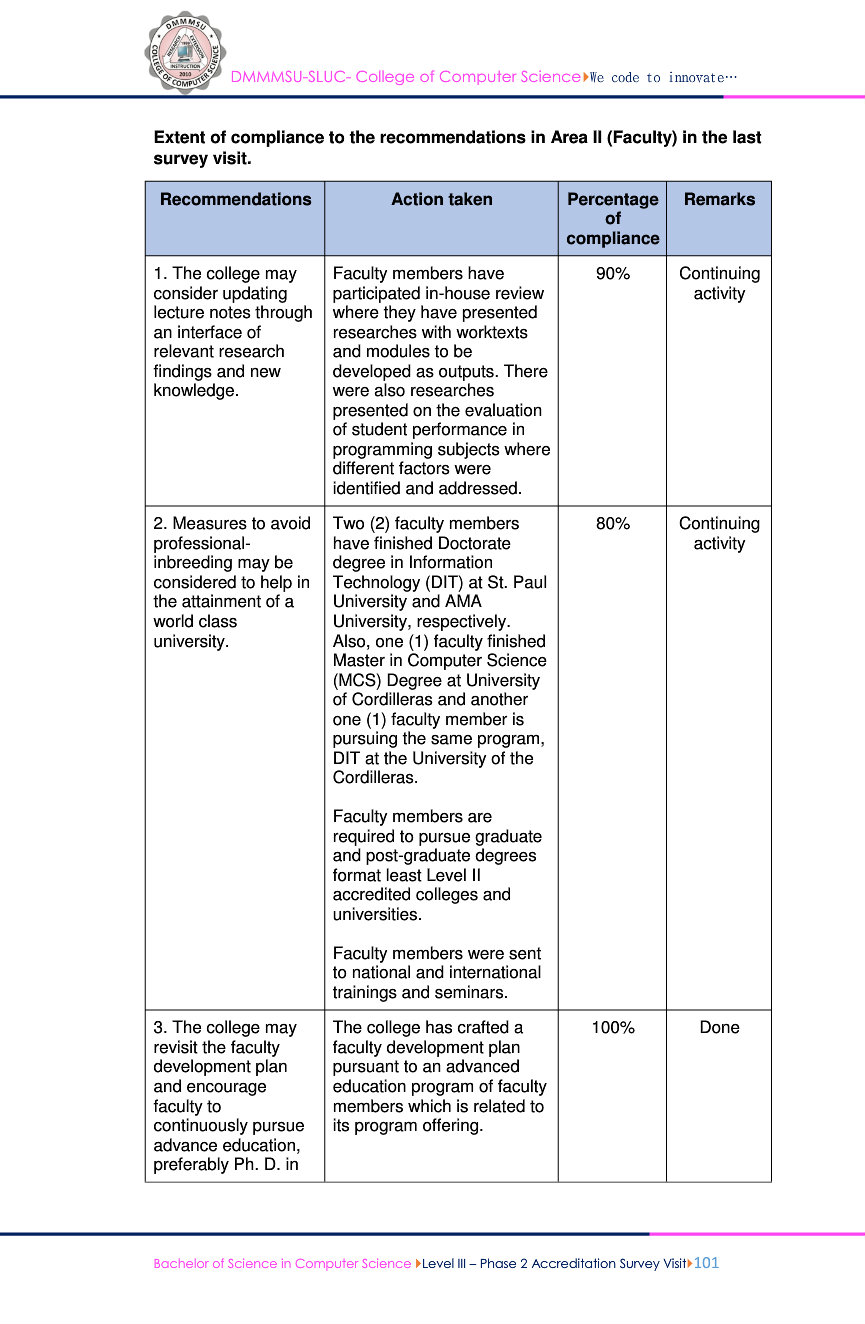 DMMMSU
COLLEGE OF COMPUTER SCIENCE
RESEARCH
EXTENSION
INSTRUCTION
2010
DMMMSU-SLUC- College of Computer Science We code to innovate…
Extent of compliance to the recommendations in Area II (Faculty) in the last
survey visit.
Recommendations
Action taken
Percentage
of
compliance
Remarks
1. The college may
consider updating
lecture notes through
an interface of
relevant research
findings and new
knowledge.
Faculty members have
participated in-house review
where they have presented
researches with worktexts
and modules to be
developed as outputs. There
were also researches
presented on the evaluation
of student performance in
programming subjects where
different factors were
identified and addressed.
90%
Continuing
activity
2. Measures to avoid
professional-
inbreeding may be
considered to help in
the attainment of a
world class
university.
Two (2) faculty members
have finished Doctorate
degree in Information
Technology (DIT) at St. Paul
University and AMA
University, respectively.
Also, one (1) faculty finished
Master in Computer Science
(MCS) Degree at University
of Cordilleras and another
one (1) faculty member is
pursuing the same program,
DIT at the University of the
Cordilleras.
Faculty members are
required to pursue graduate
and post-graduate degrees
format least Level II
accredited colleges and
universities.
Faculty members were sent
to national and international
trainings and seminars.
80%
Continuing
activity
3. The college may
revisit the faculty
development plan
and encourage
faculty to
continuously pursue
advance education,
preferably Ph. D. in
The college has crafted a
faculty development plan
pursuant to an advanced
education program of faculty
members which is related to
its program offering.
100%
Done
Bachelor of Science in Computer Science Level III – Phase 2 Accreditation Survey Visit 101